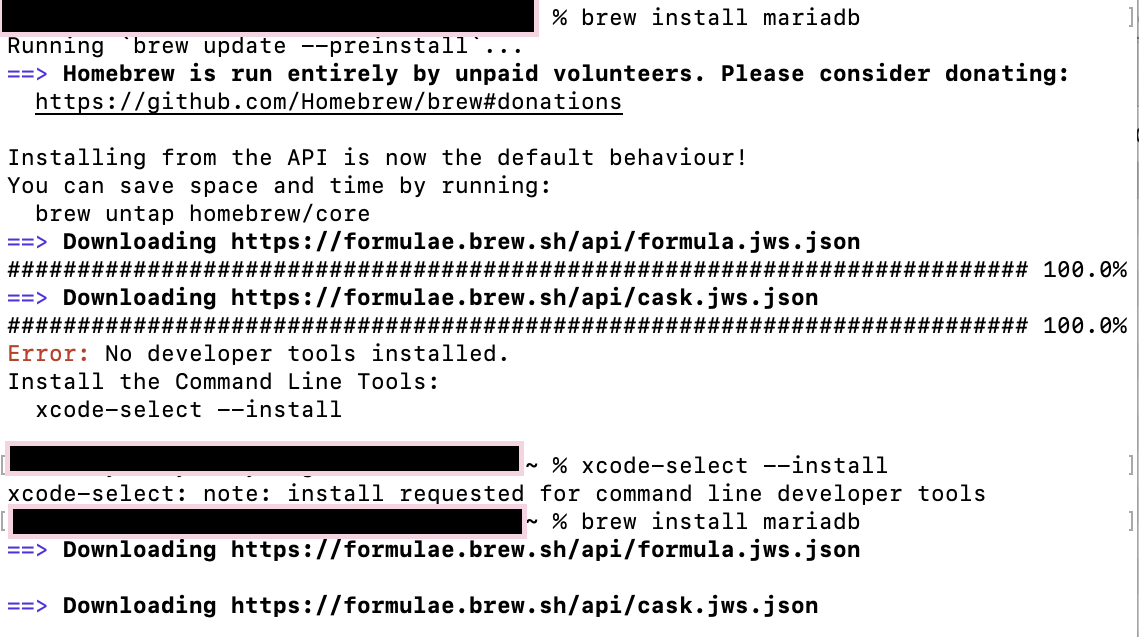 % brew install mariadb
Running `brew update --preinstall`...
==> Homebrew is run entirely by unpaid volunteers. Please consider donating:
  https://github.com/Homebrew/brew#donations

Installing from the API is now the default behaviour!
You can save space and time by running:
  brew untap homebrew/core
==> Downloading https://formulae.brew.sh/api/formula.jws.json
######################################################################### 100.0%
==> Downloading https://formulae.brew.sh/api/cask.jws.json
######################################################################### 100.0%
Error: No developer tools installed.
Install the Command Line Tools:
  xcode-select --install

~ % xcode-select --install
xcode-select: note: install requested for command line developer tools
~ % brew install mariadb
==> Downloading https://formulae.brew.sh/api/formula.jws.json

==> Downloading https://formulae.brew.sh/api/cask.jws.json